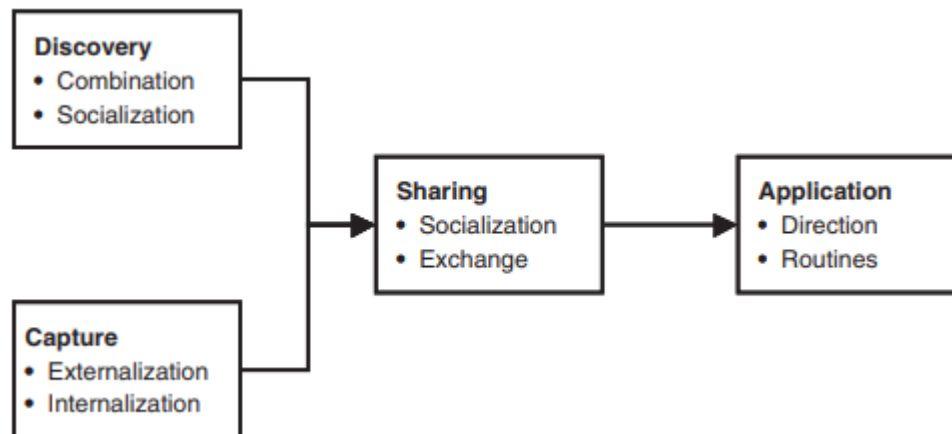 Discovery
• Combination
• Socialization
Capture
• Externalization
• Internalization
Sharing
• Socialization
• Exchange
Application
• Direction
• Routines